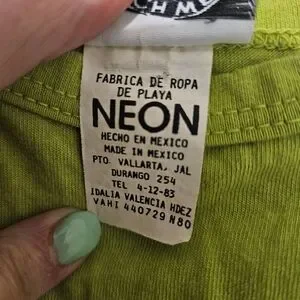 CHME
FABRICA DE ROPA
DE PLAYA
NEON
HECHO EN MEXICO
MADE IN MEXICO
PTO. VALLARTA, JAL
DURANGO 254
TEL 4-12-83
IDALIA VALENCIA HDEZ
VAHI 440729 N80